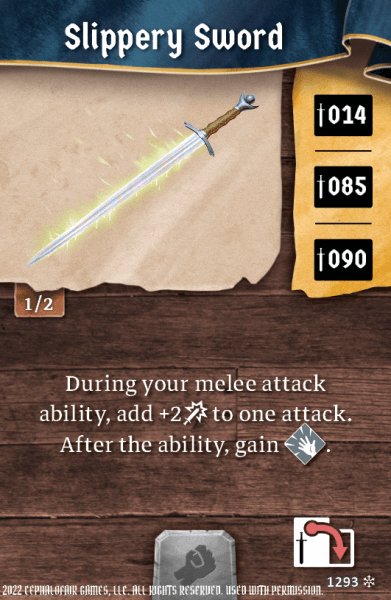 Slippery Sword
014
085
090
1/2
During your melee attack
ability, add +2 to one attack.
After the ability, gain .
1293
2022 CEPHALOFAIR GAMES, LLC. ALL RIGHTS RESERVED. USED WITH PERMISSION.